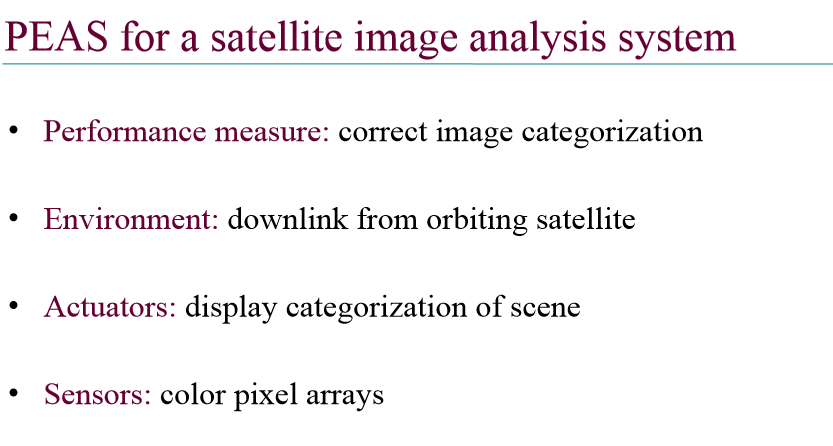 PEAS for a satellite image analysis system
• Performance measure: correct image categorization
• Environment: downlink from orbiting satellite
• Actuators: display categorization of scene
• Sensors: color pixel arrays